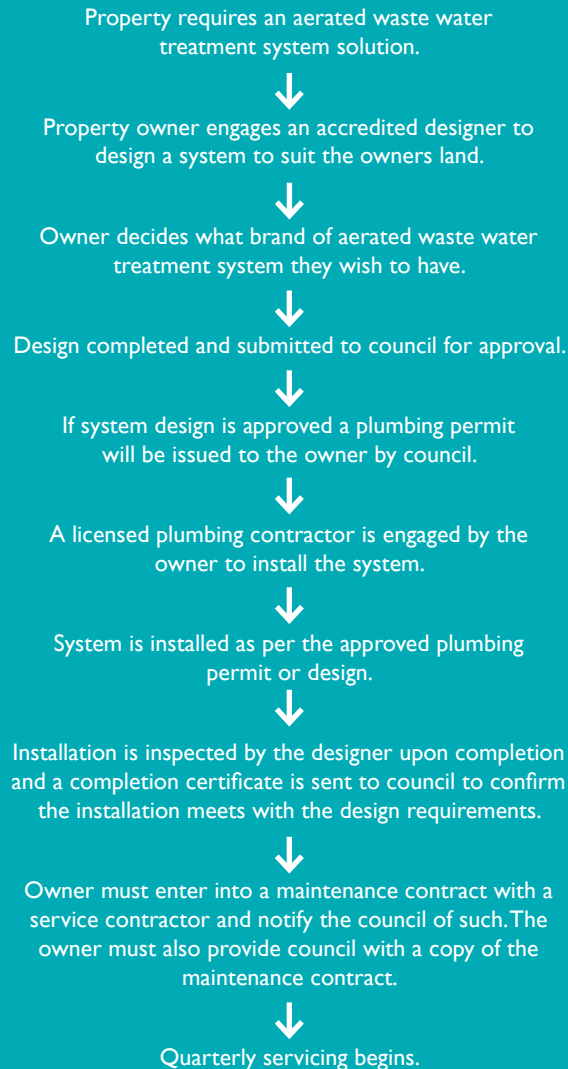 Property requires an aerated waste water
treatment system solution.
Property owner engages an accredited designer to
design a system to suit the owners land.
Owner decides what brand of aerated waste water
treatment system they wish to have.
Design completed and submitted to council for approval.
If system design is approved a plumbing permit
will be issued to the owner by council.
A licensed plumbing contractor is engaged by the
owner to install the system.
System is installed as per the approved plumbing
permit or design.
Installation is inspected by the designer upon completion
and a completion certificate is sent to council to confirm
the installation meets with the design requirements.
Owner must enter into a maintenance contract with a
service contractor and notify the council of such. The
owner must also provide council with a copy of the
maintenance contract.
Quarterly servicing begins.